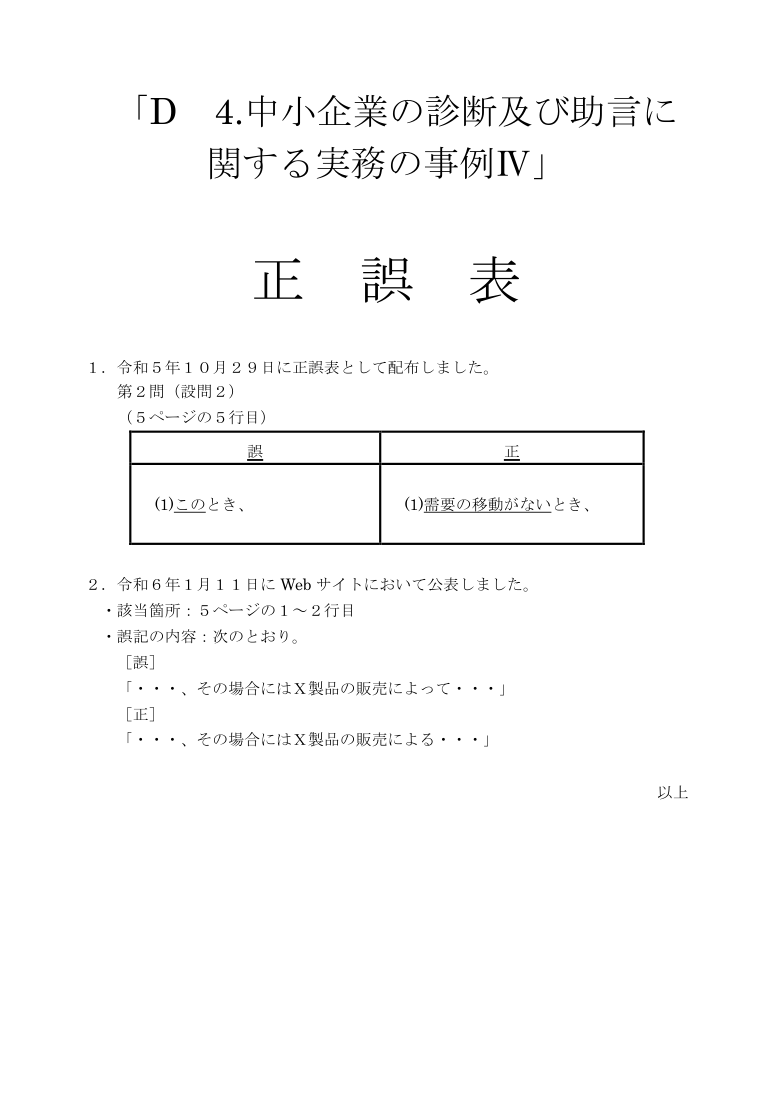 「D　4.中小企業の診断及び助言に
関する実務の事例Ⅳ」
正　誤　表
１．令和５年１０月２９日に正誤表として配布しました。
第２問（設問２）
（５ページの５行目）
誤　正
(1)このとき、　(1)需要の移動がないとき、
２．令和６年１月１１日に Web サイトにおいて公表しました。
・該当箇所：５ページの１～２行目
・誤記の内容：次のとおり。
［誤］
「・・・、その場合にはＸ製品の販売によって・・・」
［正］
「・・・、その場合にはＸ製品の販売による・・・」
以上